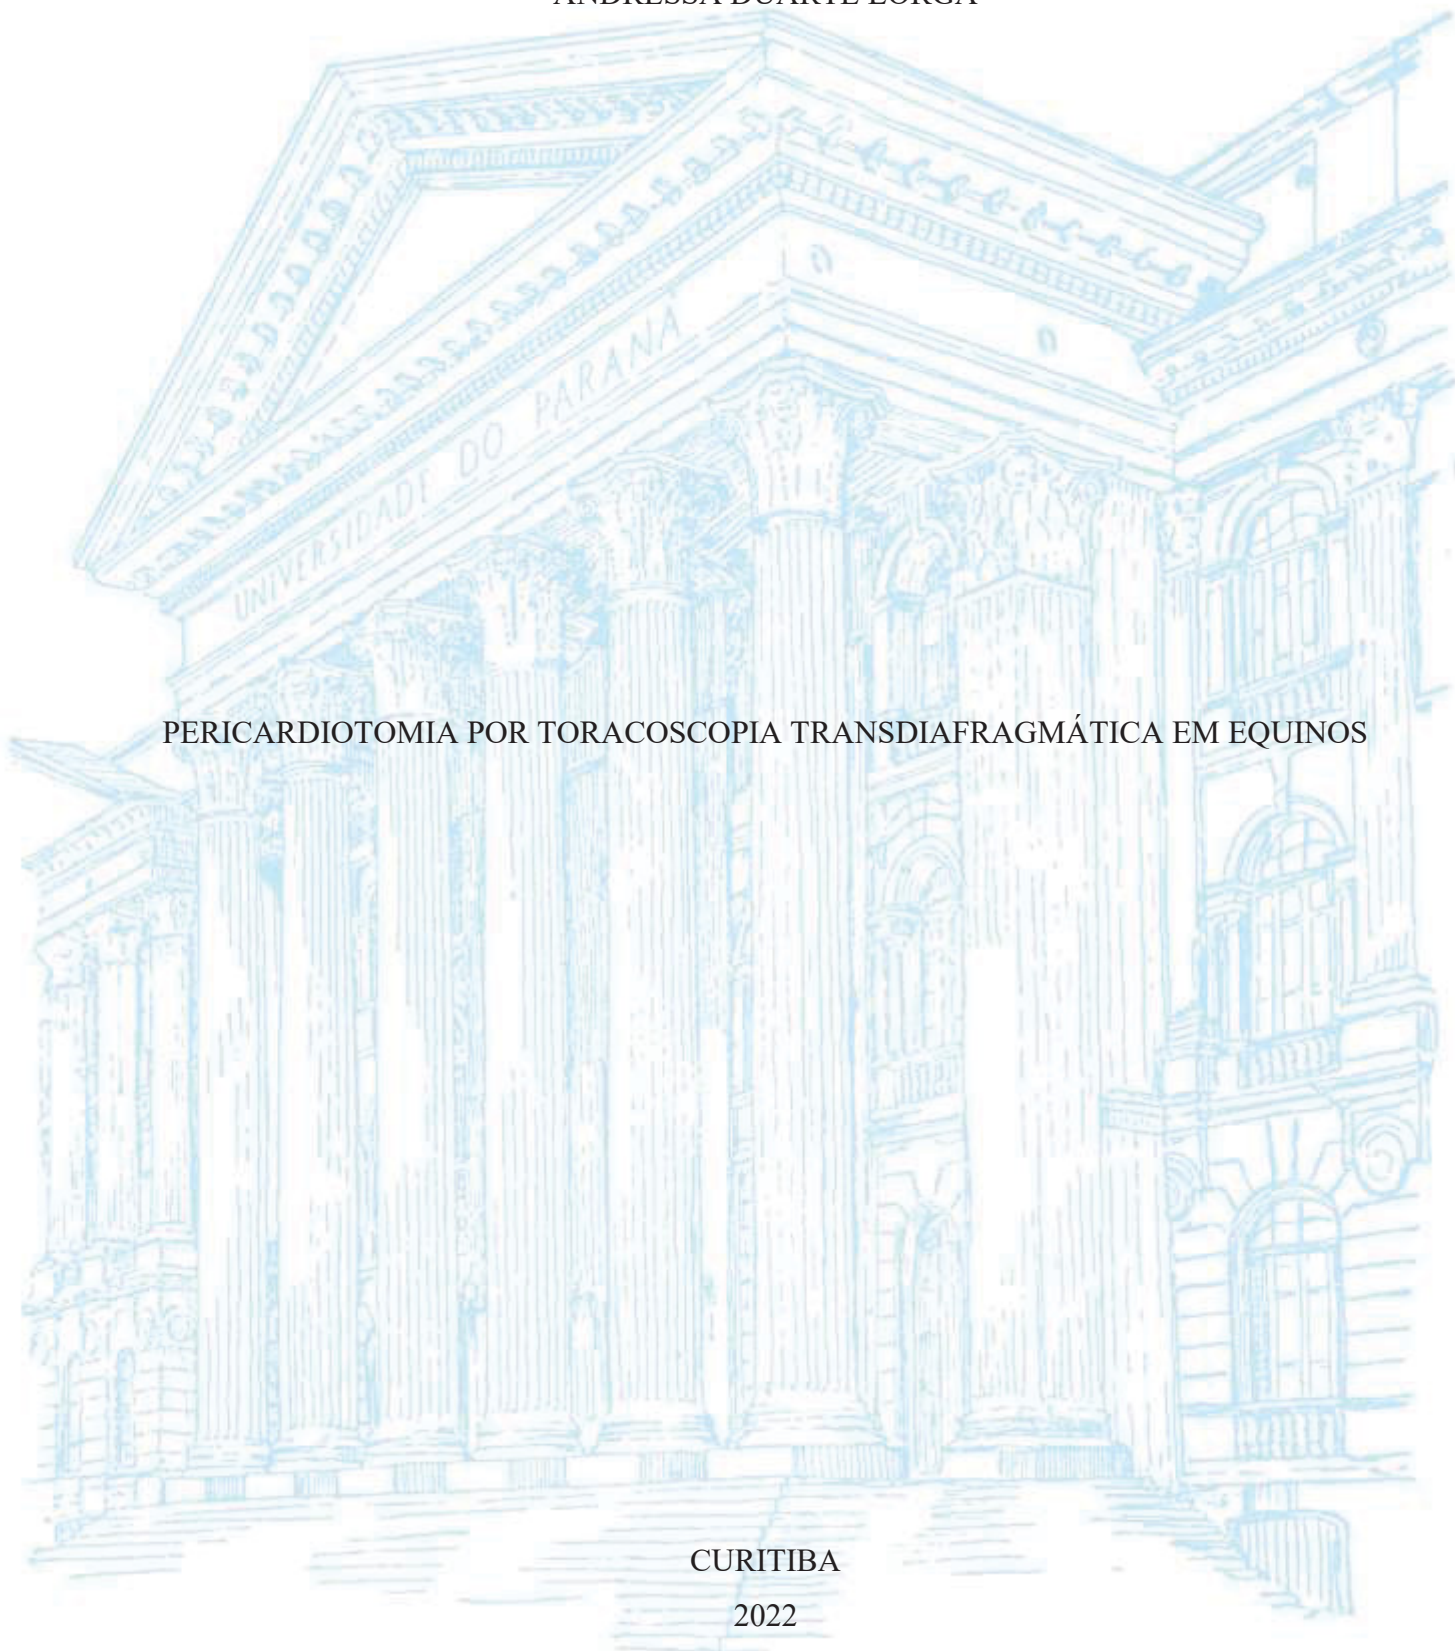 ANDRESSA DUARTE LORGA
UNIVERSIDADE DO PARANÁ
PERICARDIOTOMIA POR TORACOSCOPIA TRANSDIAFRAGMÁTICA EM EQUINOS
CURITIBA
2022